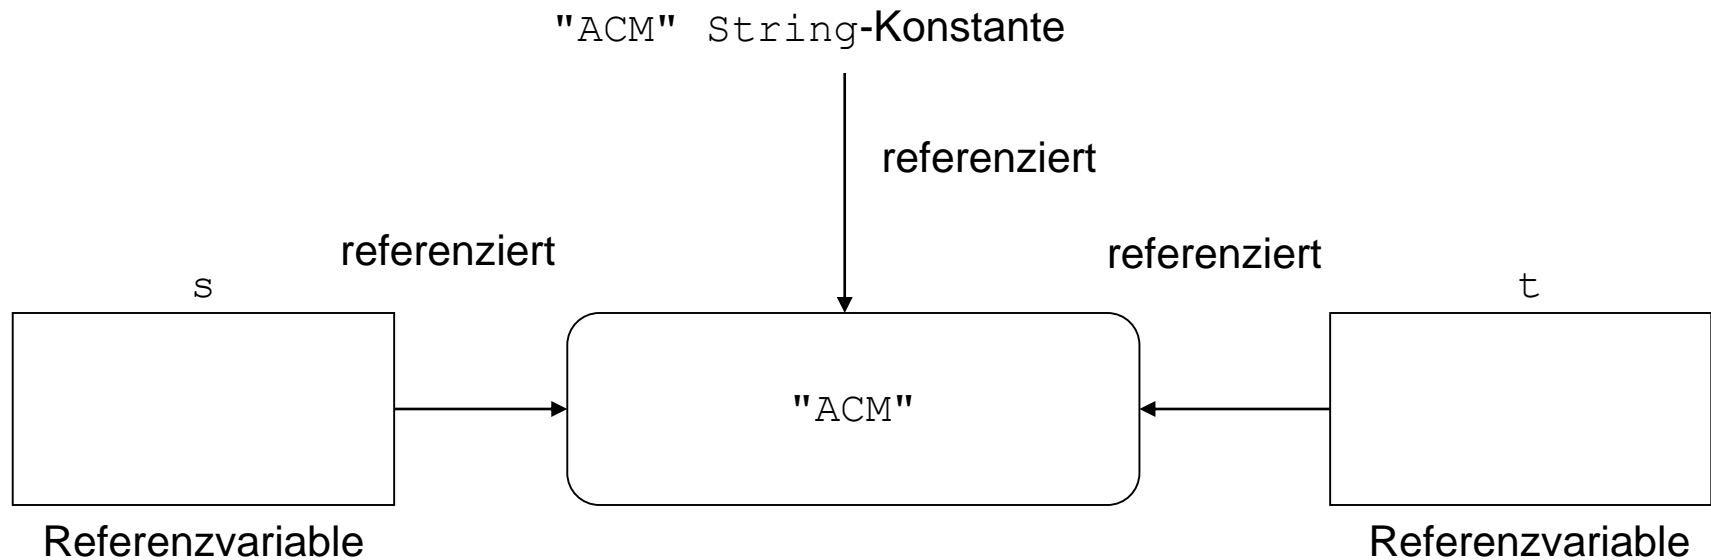 "ACM" String-Konstante
referenziert
referenziert
referenziert
s
t
"ACM"
Referenzvariable
Referenzvariable